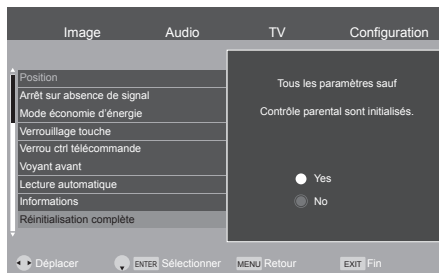 Image Audio TV Configuration
Position
Arrêt sur absence de signal
Mode économie d'énergie
Verrouillage touche
Verrou ctrl télécommande
Voyant avant
Lecture automatique
Informations
Réinitialisation complète
Tous les paramètres sauf
Contrôle parental sont initialisés.
Yes
No
Déplacer ENTER Sélectionner MENU Retour EXIT Fin